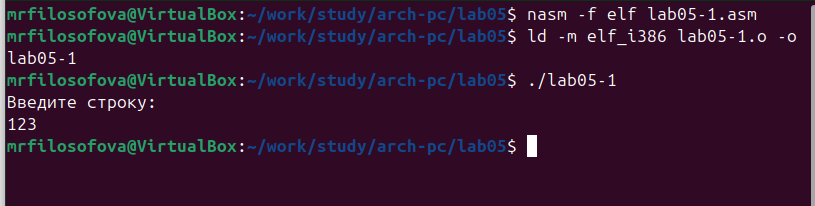 mrfilosofova@VirtualBox:~/work/study/arch-pc/lab05$ nasm -f elf lab05-1.asm
mrfilosofova@VirtualBox:~/work/study/arch-pc/lab05$ ld -m elf_i386 lab05-1.o -o
lab05-1
mrfilosofova@VirtualBox:~/work/study/arch-pc/lab05$ ./lab05-1
Введите строку:
123
mrfilosofova@VirtualBox:~/work/study/arch-pc/lab05$